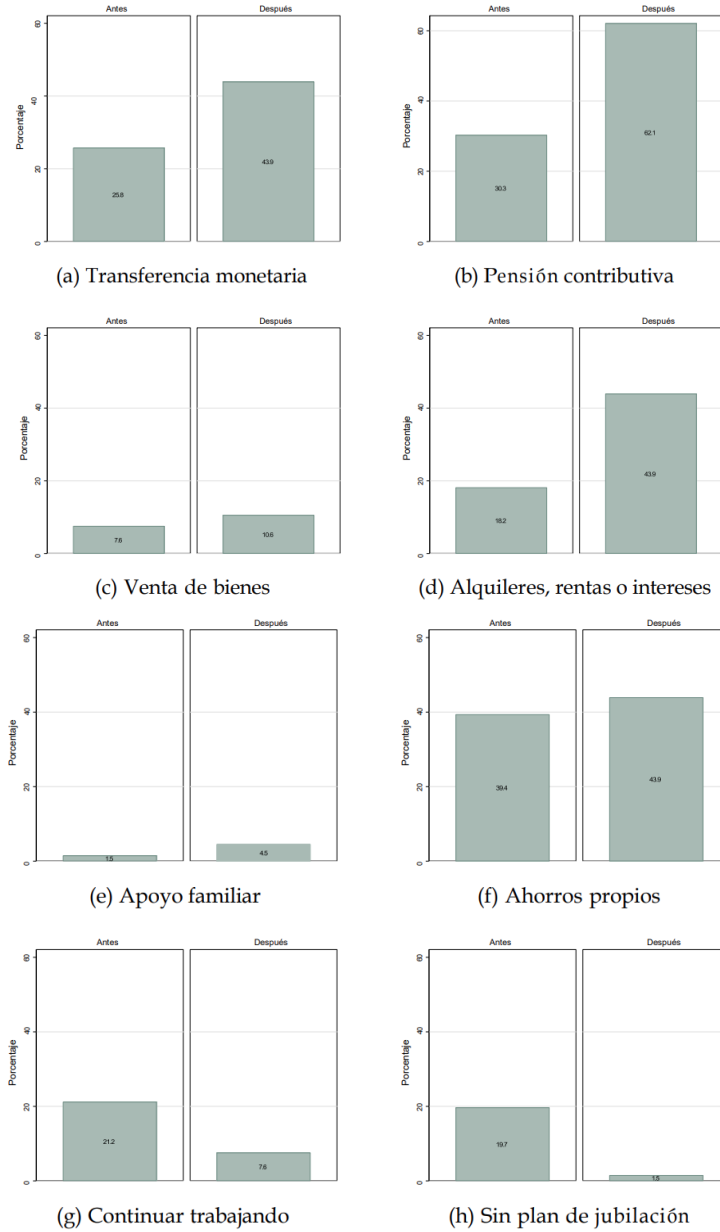 Antes Después
Porcentaje
0 20 40 60
25.8 43.9
(a) Transferencia monetaria
Antes Después
Porcentaje
0 20 40 60
30.3 62.1
(b) Pensión contributiva
Antes Después
Porcentaje
0 20 40 60
7.6 10.6
(c) Venta de bienes
Antes Después
Porcentaje
0 20 40 60
18.2 43.9
(d) Alquileres, rentas o intereses
Antes Después
Porcentaje
0 20 40 60
1.5 4.5
(e) Apoyo familiar
Antes Después
Porcentaje
0 20 40 60
39.4 43.9
(f) Ahorros propios
Antes Después
Porcentaje
0 20 40 60
21.2 7.6
(g) Continuar trabajando
Antes Después
Porcentaje
0 20 40 60
19.7 1.5
(h) Sin plan de jubilación